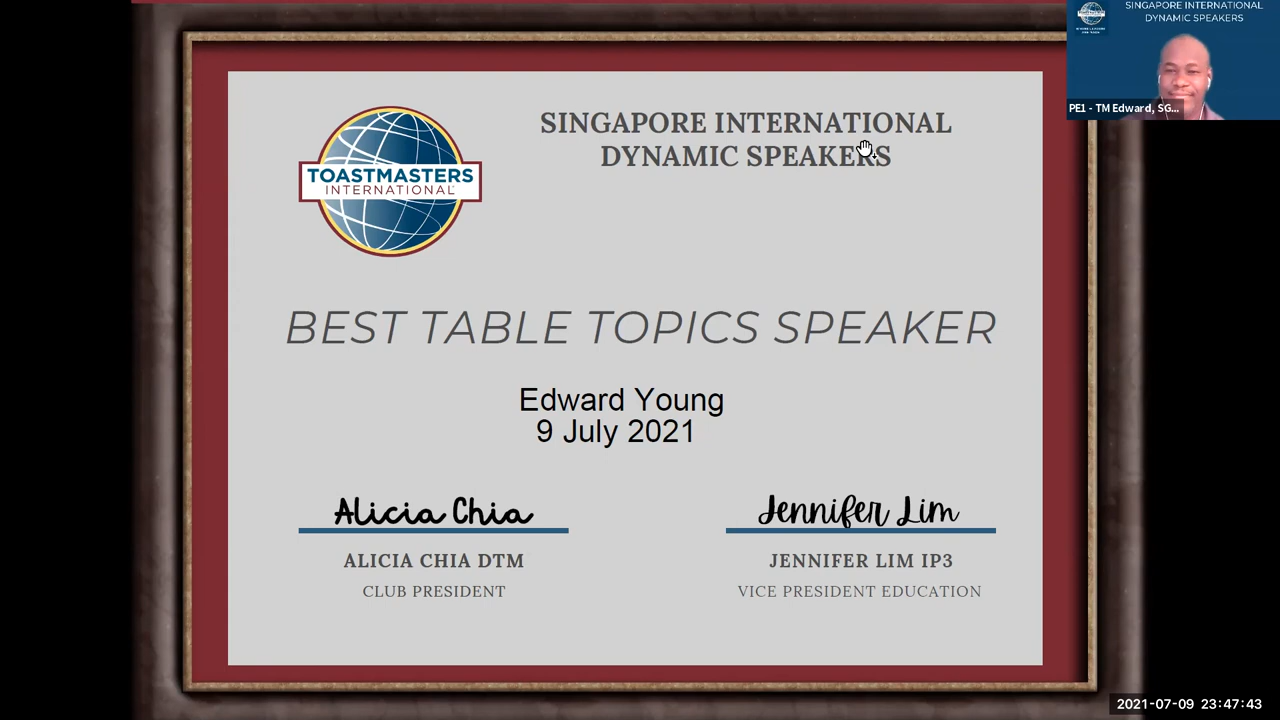 SINGAPORE INTERNATIONAL
DYNAMIC SPEAKERS
PE1 - TM Edward, SG...
TOASTMASTERS
INTERNATIONAL
SINGAPORE INTERNATIONAL
DYNAMIC SPEAKERS
BEST TABLE TOPICS SPEAKER
Edward Young
9 July 2021
Alicia Chia
Jennifer Lim
ALICIA CHIA DTM
JENNIFER LIM IP3
CLUB PRESIDENT
VICE PRESIDENT EDUCATION
2021-07-09 23:47:43